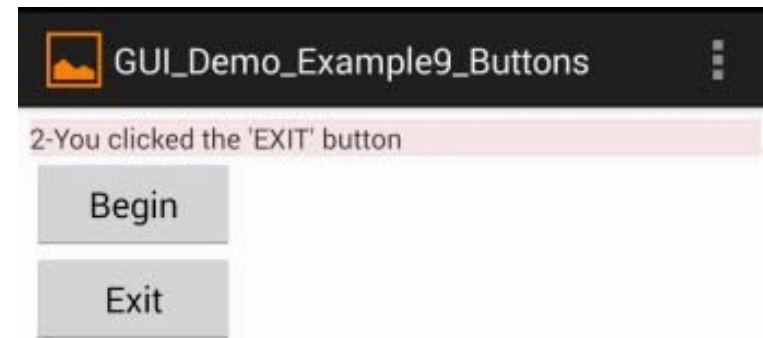 GUI_Demo_Example9_Buttons
2-You clicked the 'EXIT' button
Begin
Exit